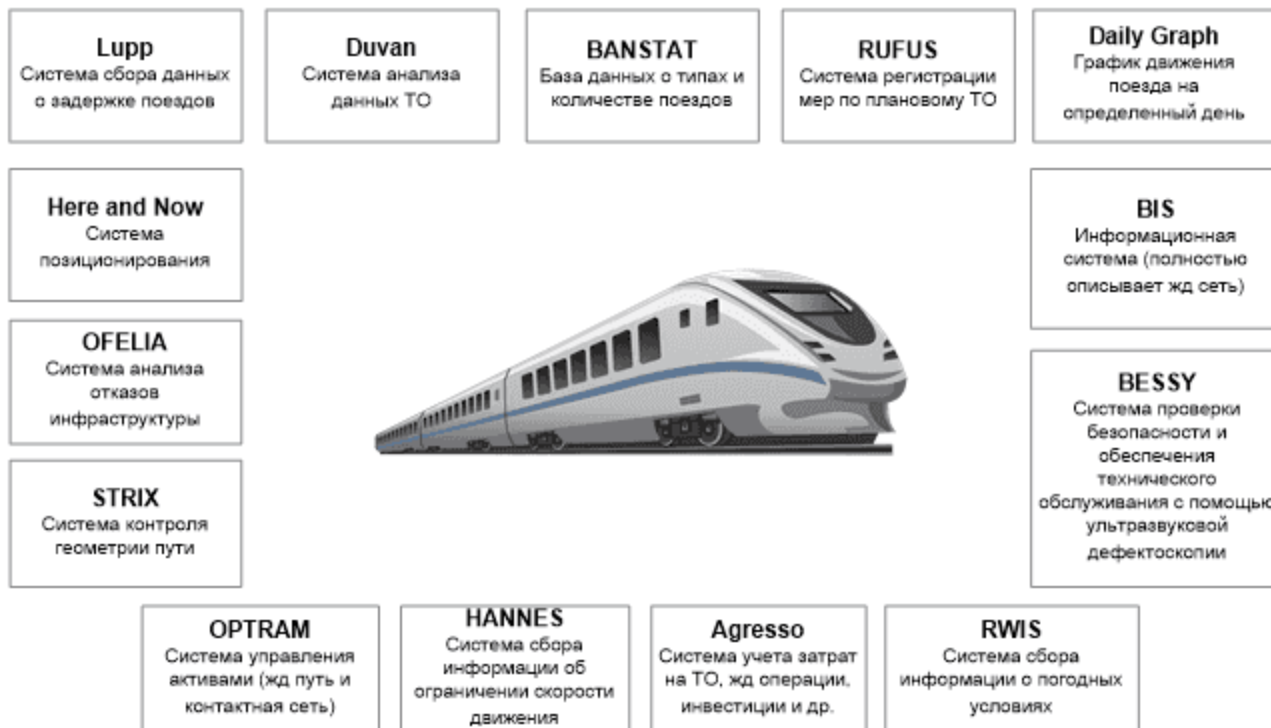 Lupp
Система сбора данных
о задержке поездов
Duvan
Система анализа
данных ТО
BANSTAT
База данных о типах и
количестве поездов
RUFUS
Система регистрации
мер по плановому ТО
Daily Graph
График движения
поезда на
определенный день
Here and Now
Система
позиционирования
BIS
Информационная
система (полностью
описывает жд сеть)
OFELIA
Система анализа
отказов
инфраструктуры
BESSY
Система проверки
безопасности и
обеспечения
технического
обслуживания с помощью
ультразвуковой
дефектоскопии
STRIX
Система контроля
геометрии пути
OPTRAM
Система управления
активами (жд путь и
контактная сеть)
HANNES
Система сбора
информации об
ограничении скорости
движения
Agresso
Система учета затрат
на ТО, жд операции,
инвестиции и др.
RWIS
Система сбора
информации о погодных
условиях